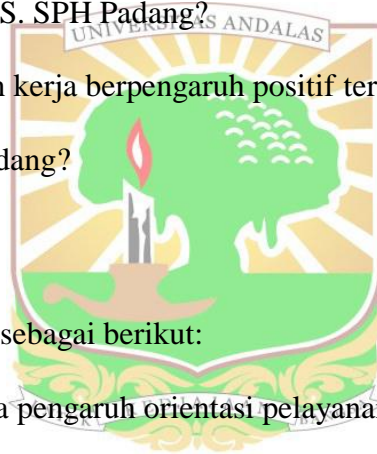 S. SPH Padang?
UNIVERSITAS ANDALAS
n kerja berpengaruh positif ter
dang?
sebagai berikut:
a pengaruh orientasi pelayanan